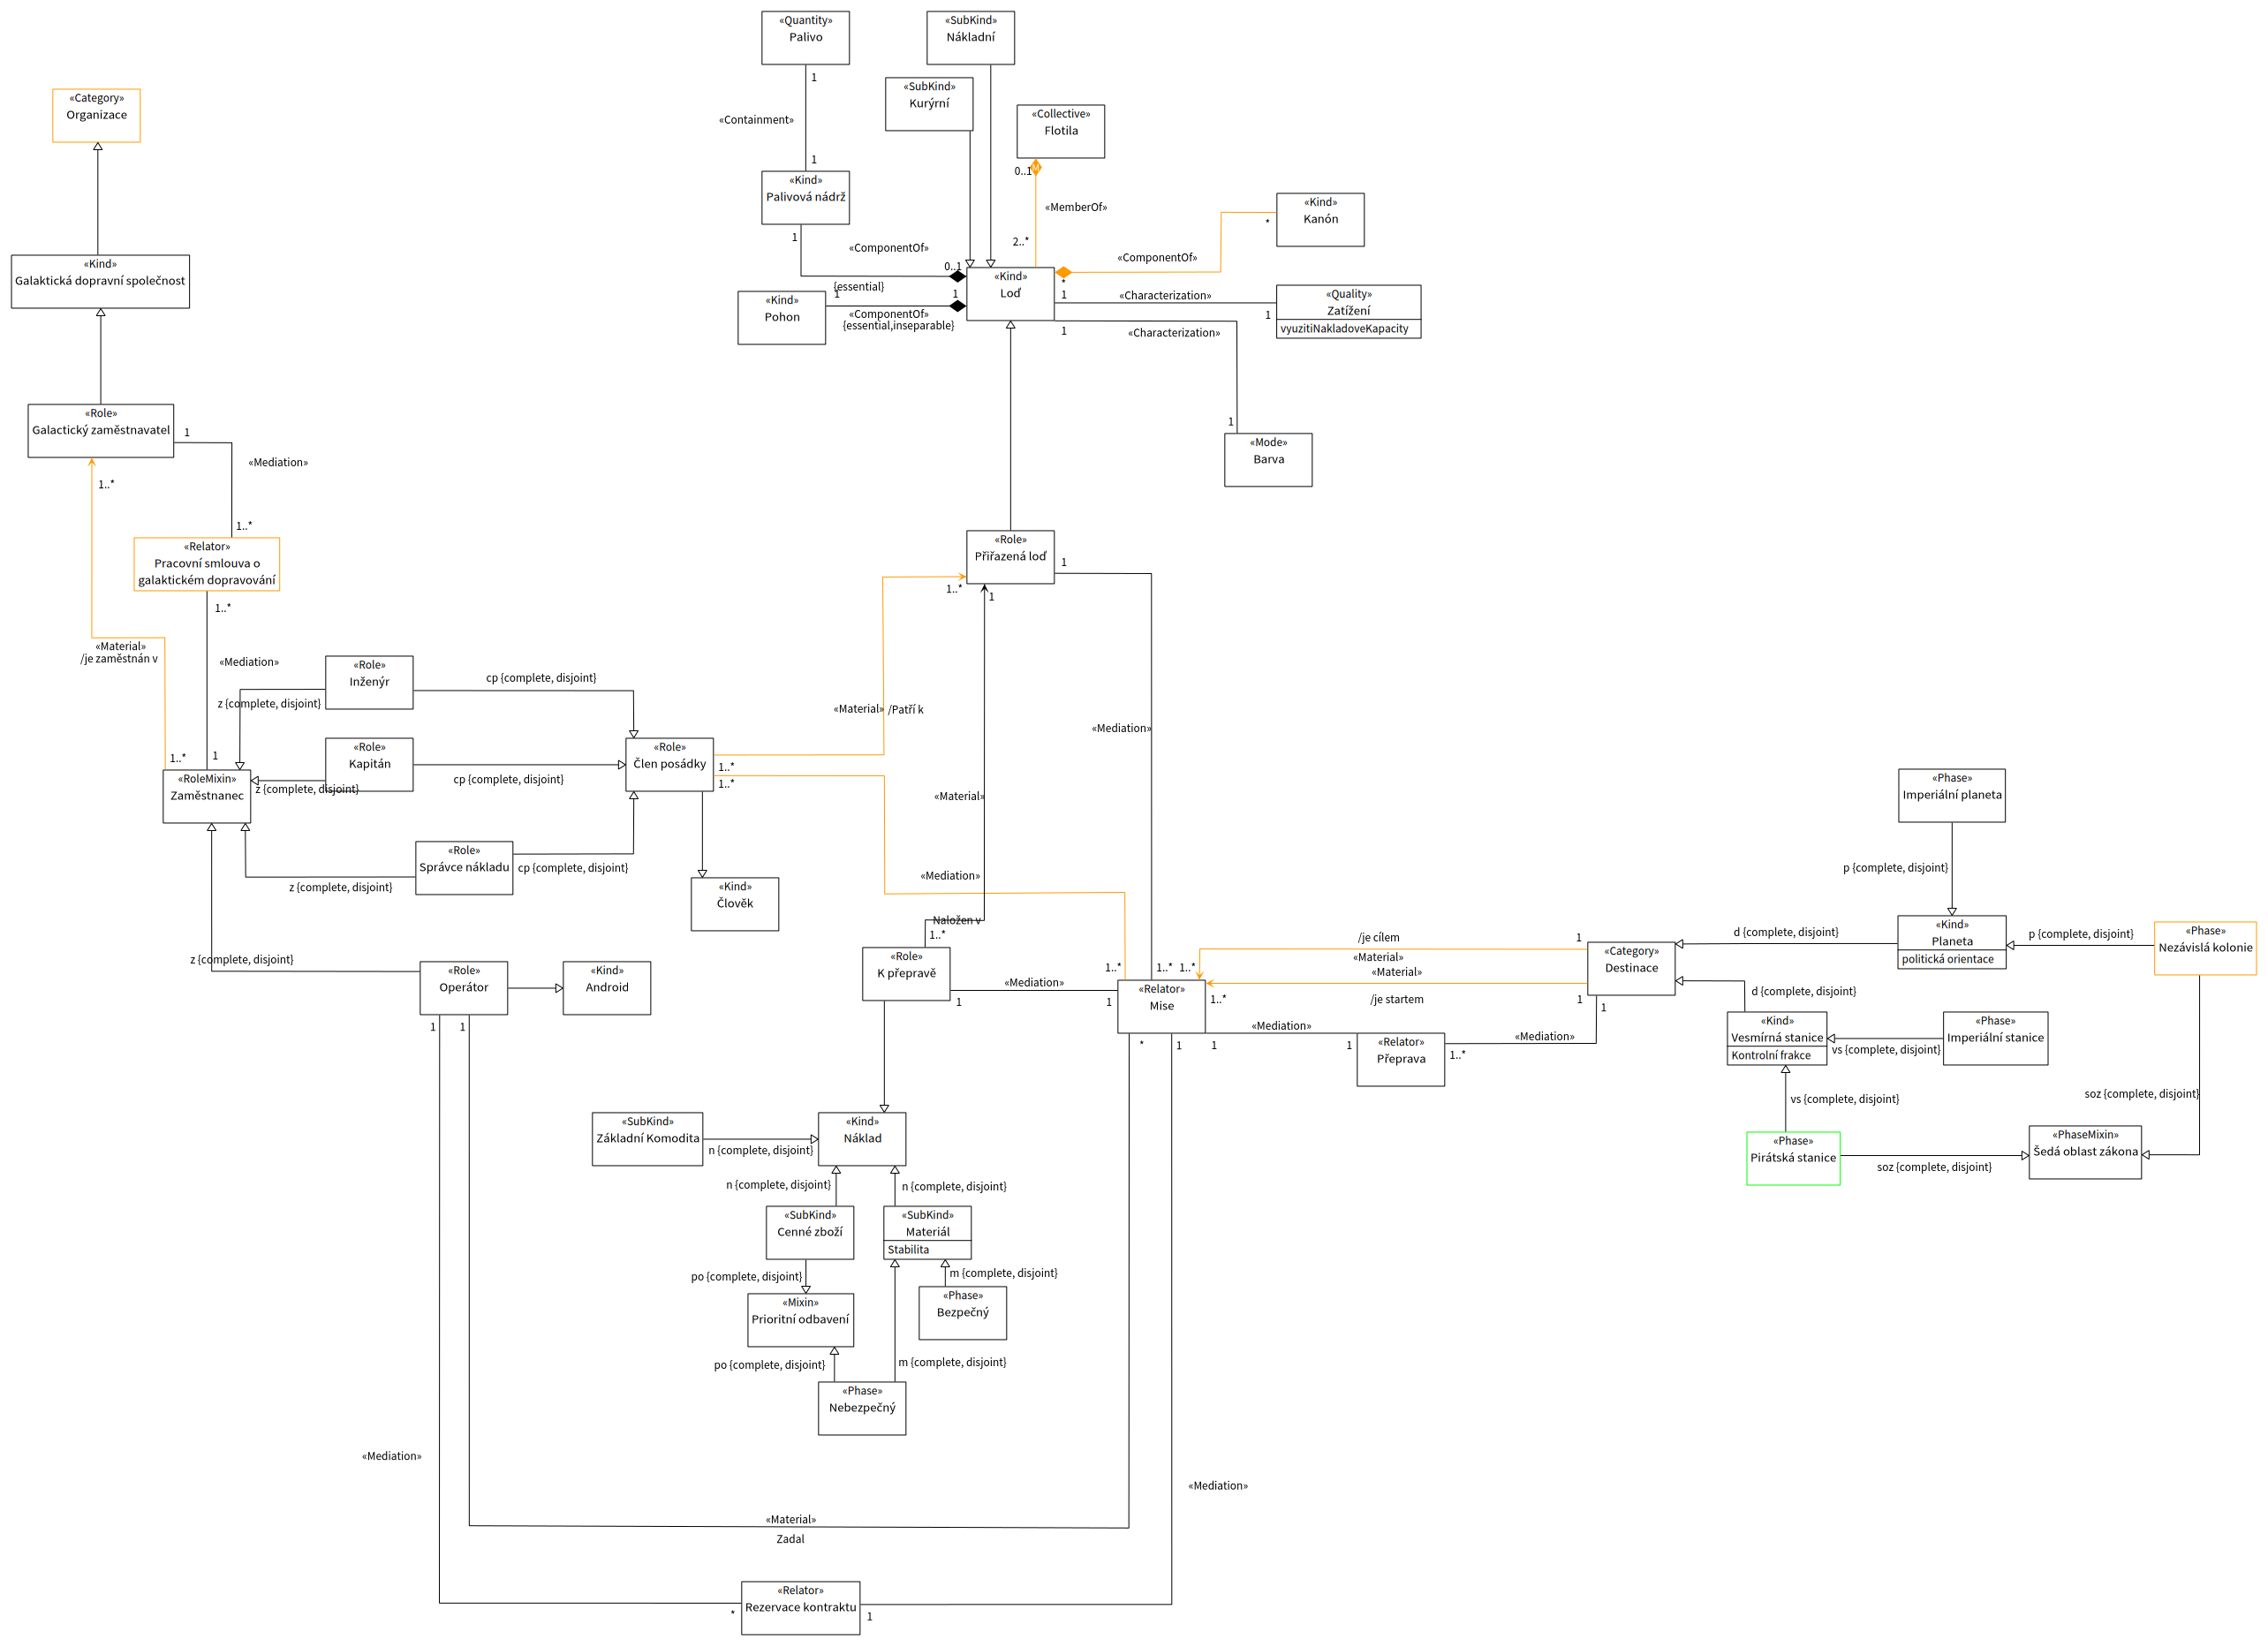 «Quantity»
Palivo
«SubKind»
Nákladní
«SubKind»
Kurýrní
«Category»
Organizace
«Collective»
Flotila
1
«Containment»
1
0..1
«MemberOf»
2..*
«Kind»
Palivová nádrž
1
«ComponentOf»
0..1
{essential}
«Kind»
Kanón
*
«ComponentOf»
*
«Kind»
Galaktická dopravní společnost
«Kind»
Loď
«Kind»
Pohon
1
1
«ComponentOf»
{essential,inseparable}
1
«Characterization»
1
«Quality»
Zatížení
vyuzitiNakladoveKapacity
1
«Characterization»
1
«Mode»
Barva
«Role»
Galactický zaměstnavatel
1
«Mediation»
1..*
1..*
«Relator»
Pracovní smlouva o
galaktickém dopravování
1..*
«Material»
/je zaměstnán v
«Mediation»
1..*
1
«Role»
Přiřazená loď
1
1..*
1
«Role»
Inženýr
z {complete, disjoint}
cp {complete, disjoint}
«Role»
Kapitán
z {complete, disjoint}
cp {complete, disjoint}
«RoleMixin»
Zaměstnanec
«Role»
Člen posádky
1..*
1..*
«Material»
/Patří k
«Mediation»
«Material»
«Role»
Správce nákladu
z {complete, disjoint}
cp {complete, disjoint}
«Kind»
Člověk
«Mediation»
Naložen v
1..*
«Phase»
Imperiální planeta
p {complete, disjoint}
«Kind»
Planeta
politická orientace
p {complete, disjoint}
«Phase»
Nezávislá kolonie
d {complete, disjoint}
z {complete, disjoint}
«Role»
Operátor
«Kind»
Android
«Role»
K přepravě
1
«Mediation»
1
1..*
1..*
1..*
/je cílem
1
«Material»
«Material»
1..*
/je startem
1
«Category»
Destinace
1
«Relator»
Mise
*
1
1
«Mediation»
1
«Relator»
Přeprava
1..*
«Mediation»
d {complete, disjoint}
«Kind»
Vesmírná stanice
Kontrolní frakce
vs {complete, disjoint}
«Phase»
Imperiální stanice
vs {complete, disjoint}
soz {complete, disjoint}
«Phase»
Pirátská stanice
soz {complete, disjoint}
«PhaseMixin»
Šedá oblast zákona
1
1
«SubKind»
Základní Komodita
n {complete, disjoint}
«Kind»
Náklad
n {complete, disjoint}
n {complete, disjoint}
«SubKind»
Cenné zboží
«SubKind»
Materiál
Stabilita
po {complete, disjoint}
m {complete, disjoint}
«Mixin»
Prioritní odbavení
«Phase»
Bezpečný
po {complete, disjoint}
m {complete, disjoint}
«Phase»
Nebezpečný
«Mediation»
«Mediation»
«Material»
Zadal
«Relator»
Rezervace kontraktu
*
1